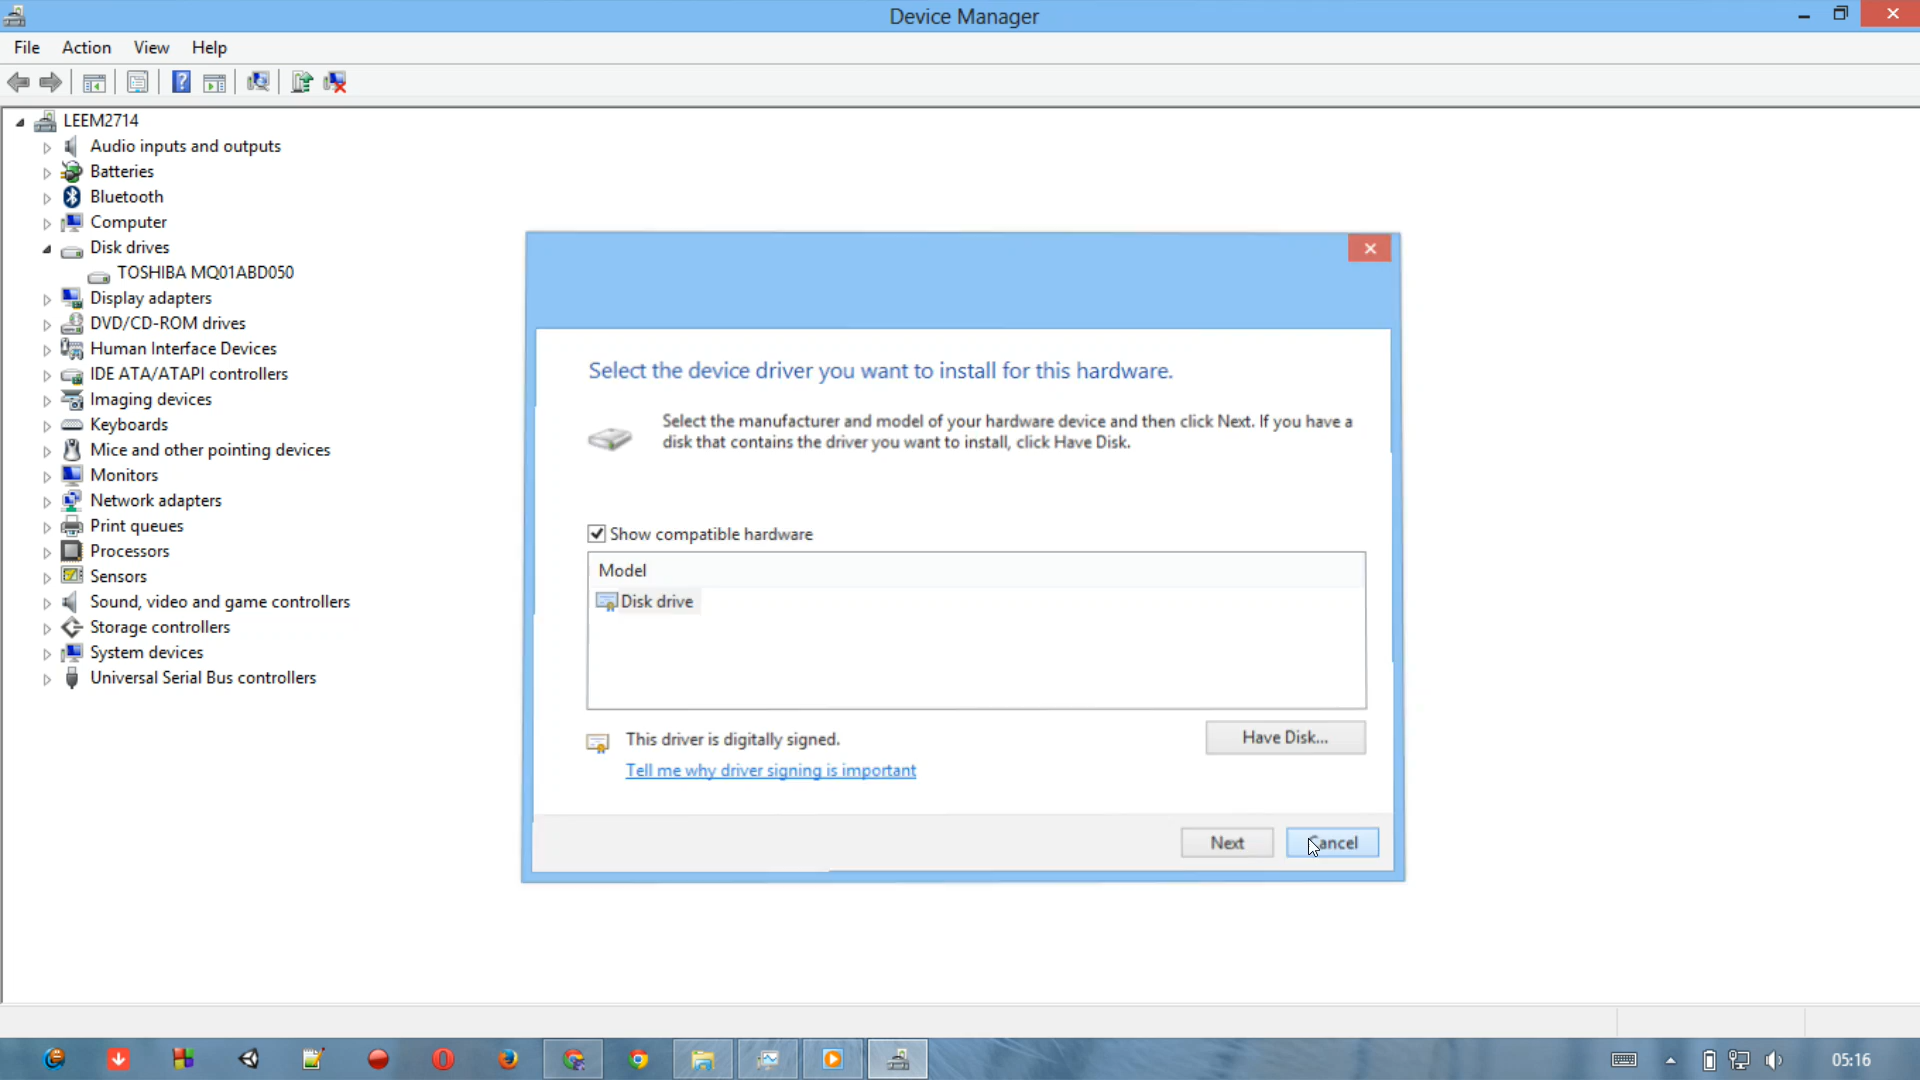 Device Manager
File Action View Help
LEEM2714
Audio inputs and outputs
Batteries
Bluetooth
Computer
Disk drives
TOSHIBA MQ01ABD050
Display adapters
DVD/CD-ROM drives
Human Interface Devices
IDE ATA/ATAPI controllers
Imaging devices
Keyboards
Mice and other pointing devices
Monitors
Network adapters
Print queues
Processors
Sensors
Sound, video and game controllers
Storage controllers
System devices
Universal Serial Bus controllers
Select the device driver you want to install for this hardware.
Select the manufacturer and model of your hardware device and then click Next. If you have a
disk that contains the driver you want to install, click Have Disk.
Show compatible hardware
Model
Disk drive
This driver is digitally signed.
Have Disk...
Tell me why driver signing is important
Next Cancel
05:16